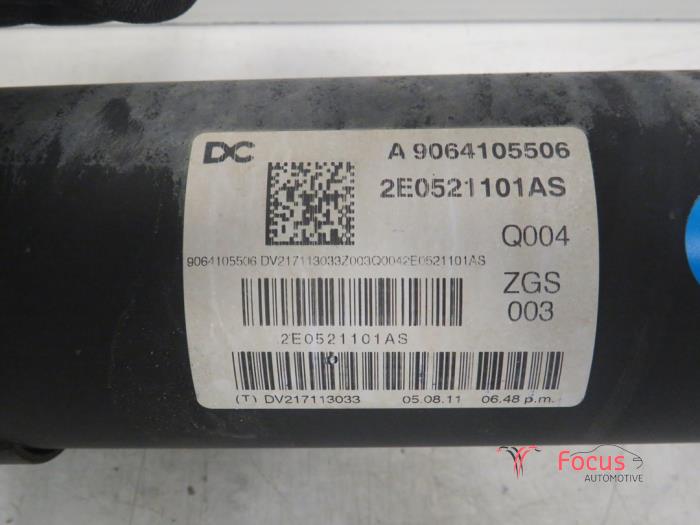 DC
A 9064105506
2E0521101AS
Q004
9064105506 DV217113033Z003Q0042E0521101AS
ZGS
003
2E0521101AS
(T) DV217113033 05.08.11 06.48 p.m.
Focus
AUTOMOTIVE